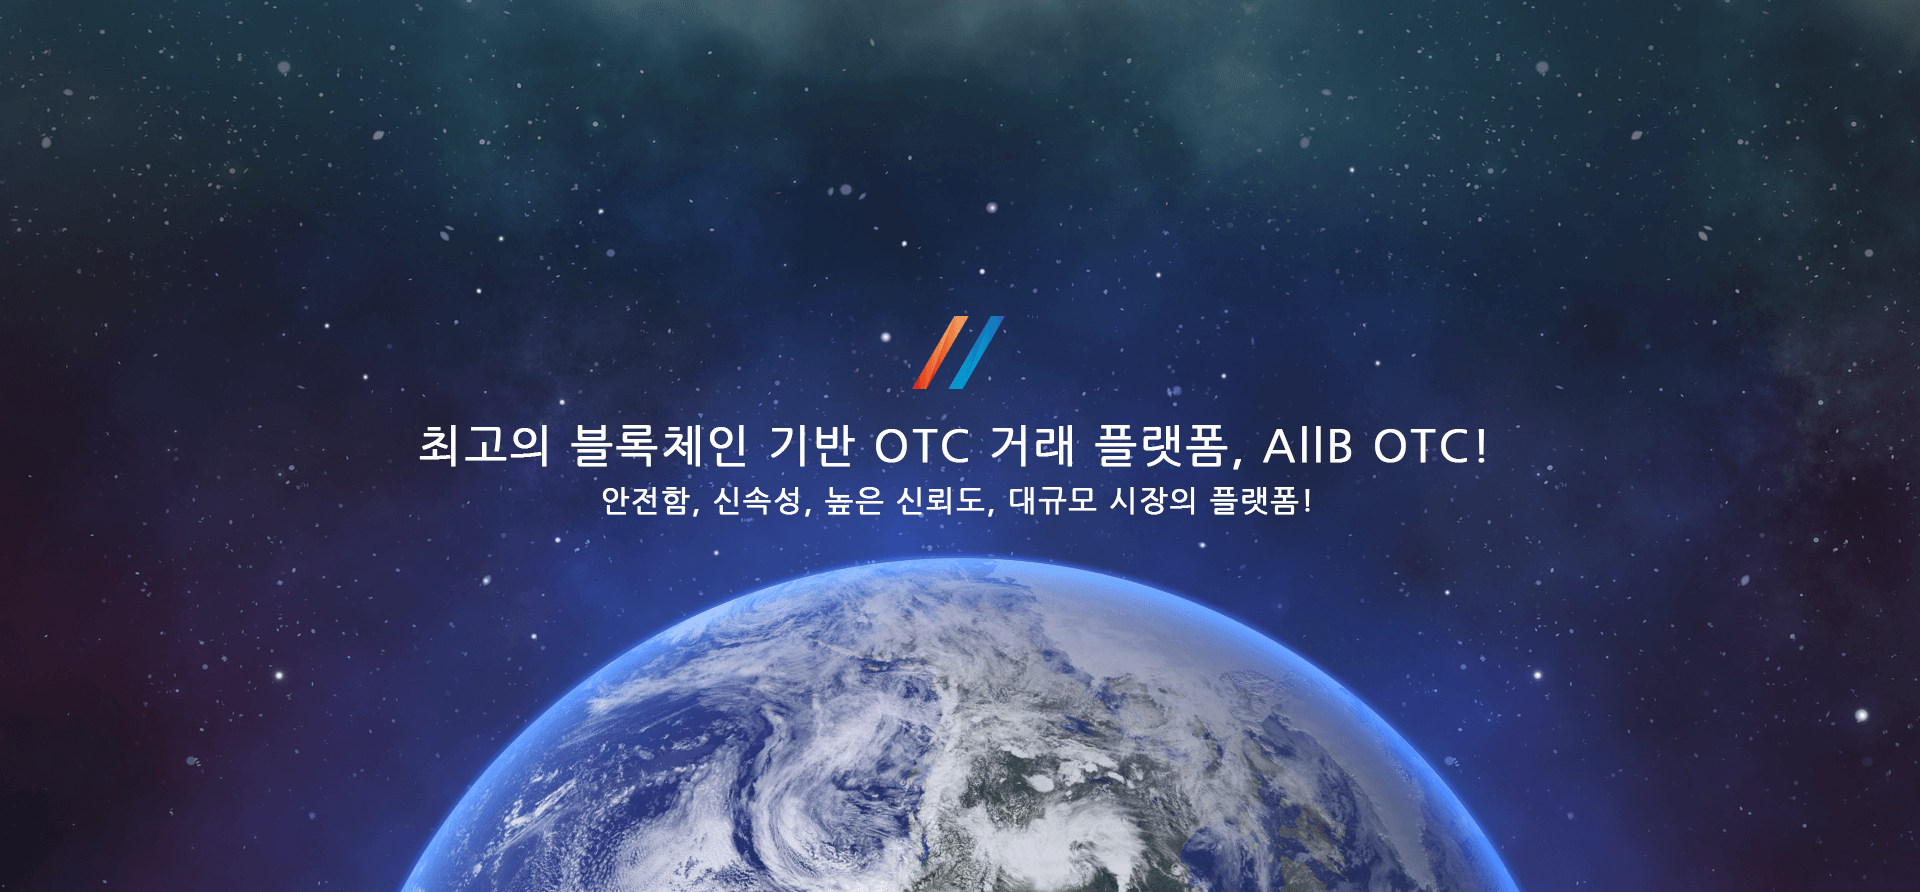 최고의 블록체인 기반 OTC 거래 플랫폼, AllB OTC!
안전함, 신속성, 높은 신뢰도, 대규모 시장의 플랫폼!